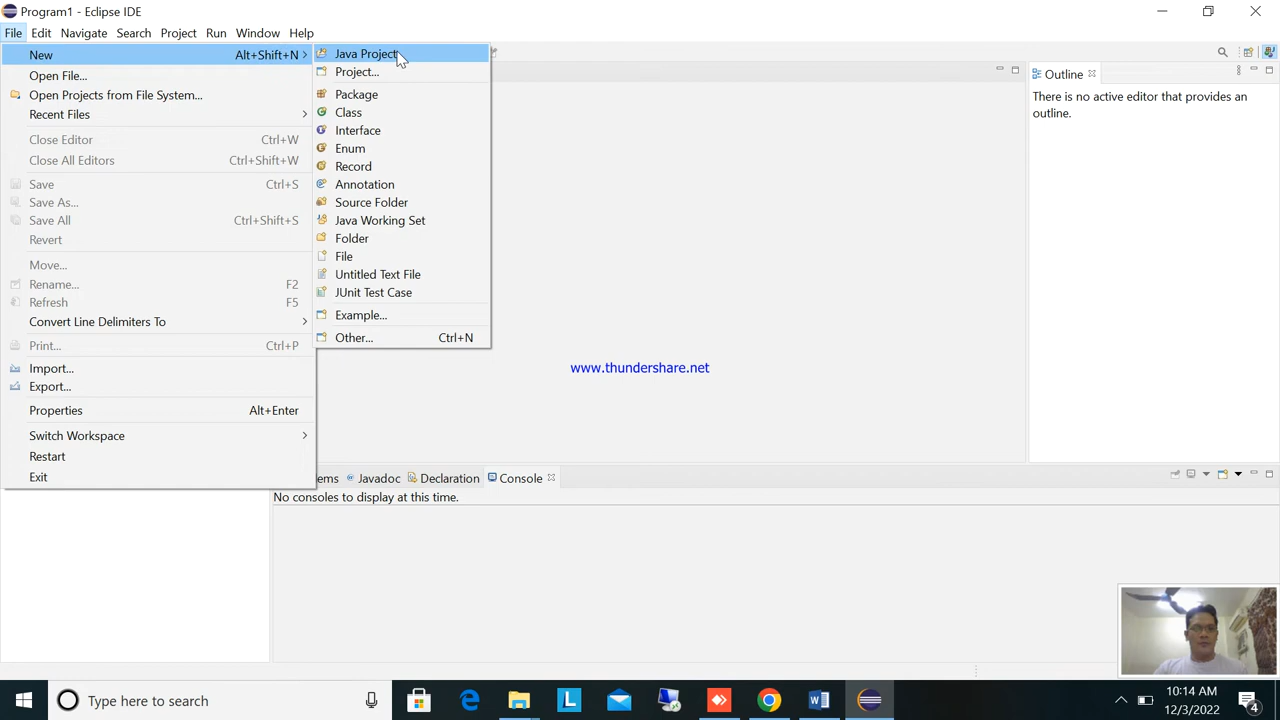 Program1 - Eclipse IDE
File Edit Navigate Search Project Run Window Help
New Alt+Shift+N
Open File...
Open Projects from File System...
Recent Files
Close Editor Ctrl+W
Close All Editors Ctrl+Shift+W
Save Ctrl+S
Save As...
Save All Ctrl+Shift+S
Revert
Move...
Rename... F2
Refresh F5
Convert Line Delimiters To
Print... Ctrl+P
Import...
Export...
Properties Alt+Enter
Switch Workspace
Restart
Exit
Java Project
Project...
Package
Class
Interface
Enum
Record
Annotation
Source Folder
Java Working Set
Folder
File
Untitled Text File
JUnit Test Case
Example...
Other... Ctrl+N
Outline
There is no active editor that provides an
outline.
www.thundershare.net
ems Javadoc Declaration Console
No consoles to display at this time.
Type here to search
L
W
10:14 AM
12/3/2022
4